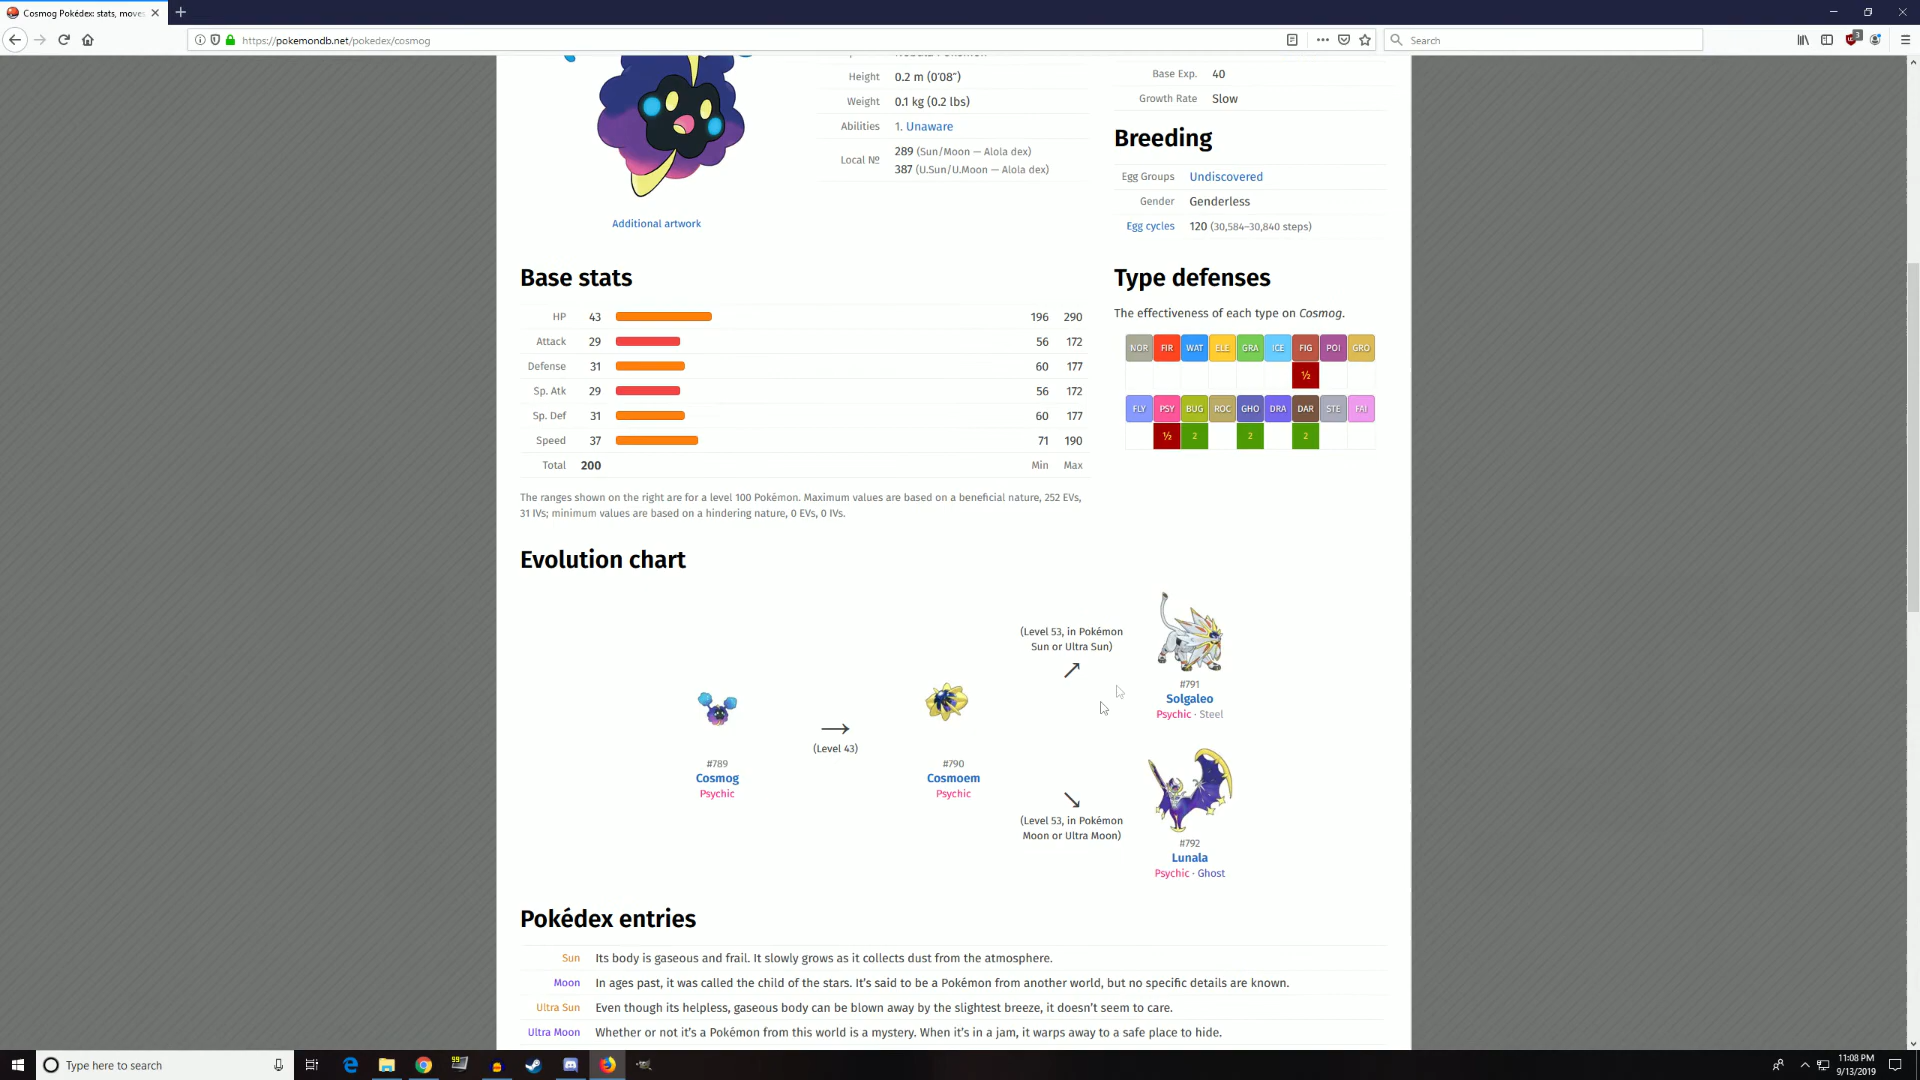 Cosmog Pokédex: stats, moves
https://pokemondb.net/pokedex/cosmog
Search
Height 0.2 m (0′08″)
Weight 0.1 kg (0.2 lbs)
Abilities 1. Unaware
Local № 289 (Sun/Moon — Alola dex)
387 (U.Sun/U.Moon — Alola dex)
Additional artwork
Base Exp. 40
Growth Rate Slow
Breeding
Egg Groups Undiscovered
Gender Genderless
Egg cycles 120 (30,584–30,840 steps)
Base stats
HP 43 196 290
Attack 29 56 172
Defense 31 60 177
Sp. Atk 29 56 172
Sp. Def 31 60 177
Speed 37 71 190
Total 200 Min Max
The ranges shown on the right are for a level 100 Pokémon. Maximum values are based on a beneficial nature, 252 EVs,
31 IVs; minimum values are based on a hindering nature, 0 EVs, 0 IVs.
Type defenses
The effectiveness of each type on Cosmog.
NOR FIR WAT ELE GRA ICE FIG POI GRO
½
FLY PSY BUG ROC GHO DRA DAR STE FAI
½ 2 2 2
Evolution chart
#789
Cosmog
Psychic
(Level 43)
#790
Cosmoem
Psychic
(Level 53, in Pokémon
Sun or Ultra Sun)
#791
Solgaleo
Psychic · Steel
(Level 53, in Pokémon
Moon or Ultra Moon)
#792
Lunala
Psychic · Ghost
Pokédex entries
Sun Its body is gaseous and frail. It slowly grows as it collects dust from the atmosphere.
Moon In ages past, it was called the child of the stars. It's said to be a Pokémon from another world, but no specific details are known.
Ultra Sun Even though its helpless, gaseous body can be blown away by the slightest breeze, it doesn't seem to care.
Ultra Moon Whether or not it's a Pokémon from this world is a mystery. When it's in a jam, it warps away to a safe place to hide.
Type here to search
11:08 PM
9/13/2019